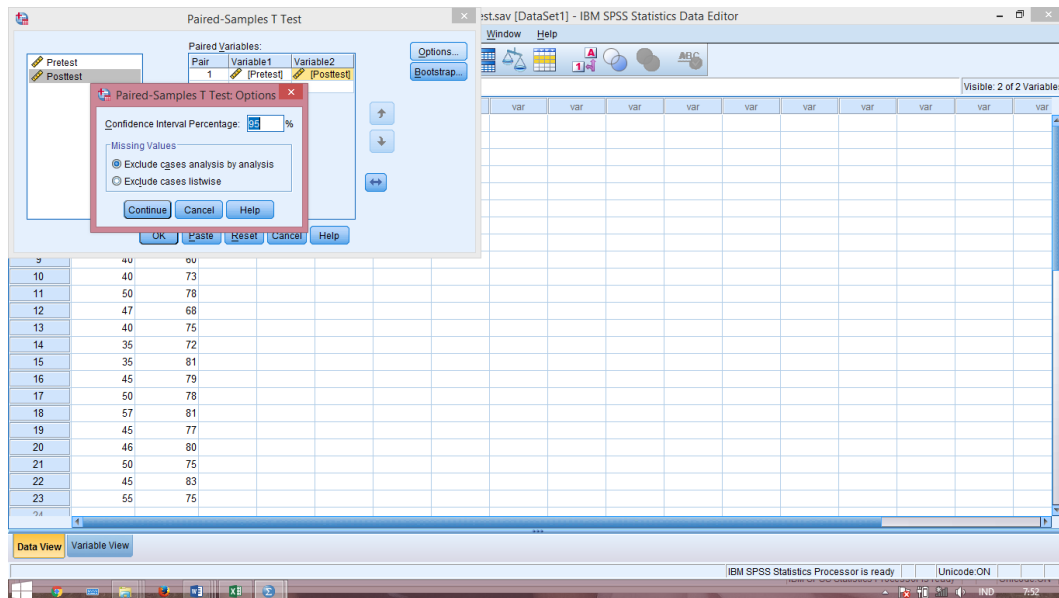 Paired-Samples T Test
est.sav [DataSet1] - IBM SPSS Statistics Data Editor
Window Help
Paired Variables:
Pretest
Posttest
Pair Variable1 Variable2
1 [Pretest] [Posttest]
Options...
Bootstrap...
Visible: 2 of 2 Variables
var var var var var var var var var var
Paired-Samples T Test: Options
Confidence Interval Percentage: 95 %
Missing Values
Exclude cases analysis by analysis
Exclude cases listwise
Continue Cancel Help
OK Paste Reset Cancel Help
9 40 60
10 40 73
11 50 78
12 47 68
13 40 75
14 35 72
15 35 81
16 45 79
17 50 78
18 57 81
19 45 77
20 46 80
21 50 75
22 45 83
23 55 75
24
Data View Variable View
IBM SPSS Statistics Processor is ready Unicode:ON
IND 7:52